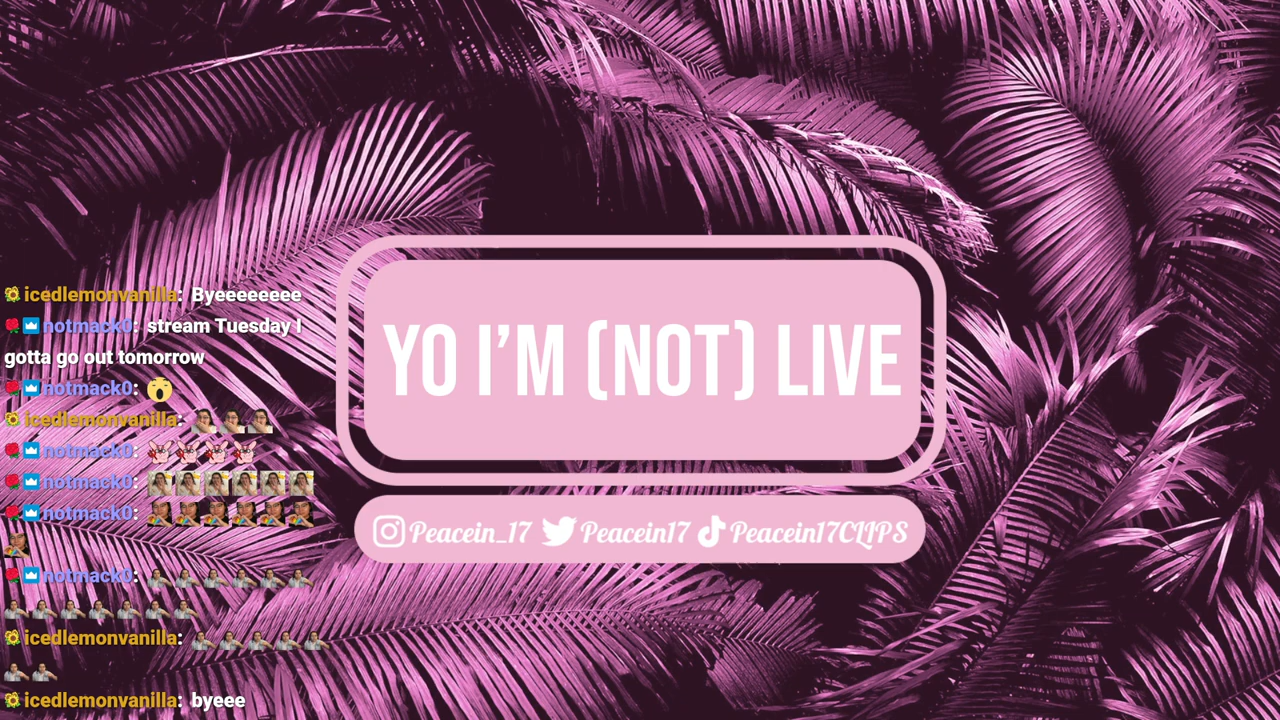 icedlemonvanilla: Byeeeeeeee
notmack0: stream Tuesday I
gotta go out tomorrow
notmack0:
icedlemonvanilla:
notmack0:
notmack0:
notmack0:
notmack0:
icedlemonvanilla:
icedlemonvanilla: byeee
YO I’M (NOT) LIVE
Peacein_17 Peacein17 Peacein17CLIPS